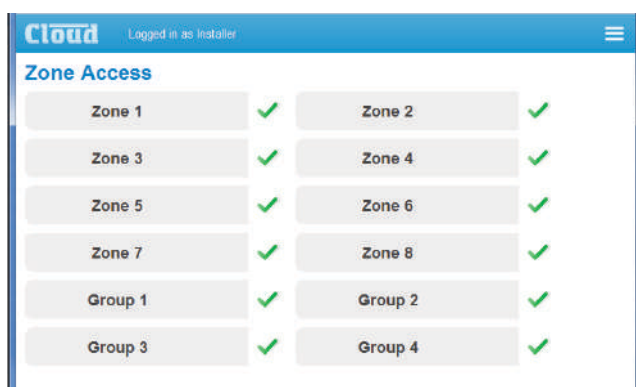 Cloud Logged in as Installer
Zone Access
Zone 1 Zone 2
Zone 3 Zone 4
Zone 5 Zone 6
Zone 7 Zone 8
Group 1 Group 2
Group 3 Group 4